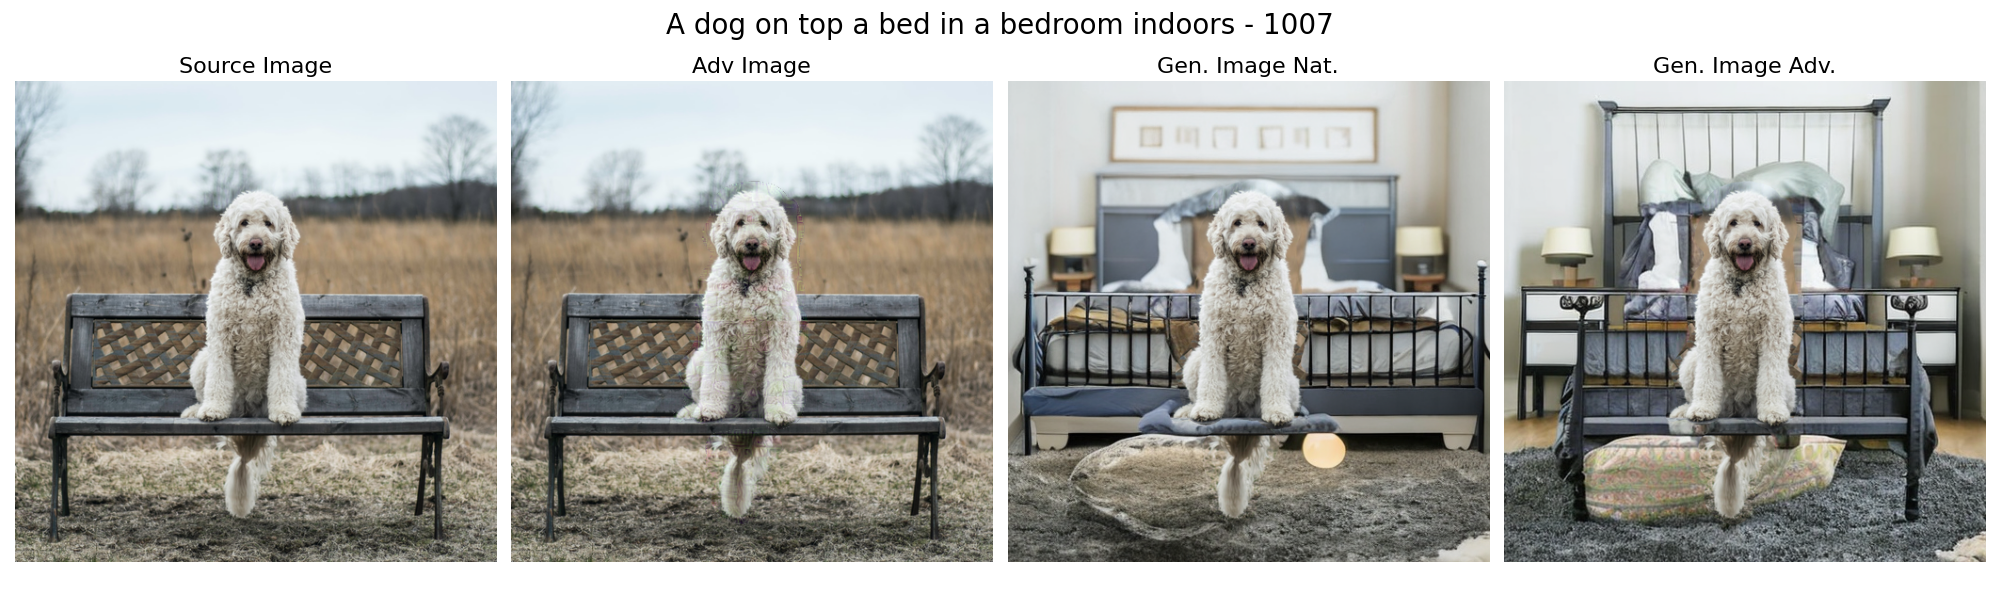 A dog on top a bed in a bedroom indoors - 1007
Source Image
Adv Image
Gen. Image Nat.
Gen. Image Adv.